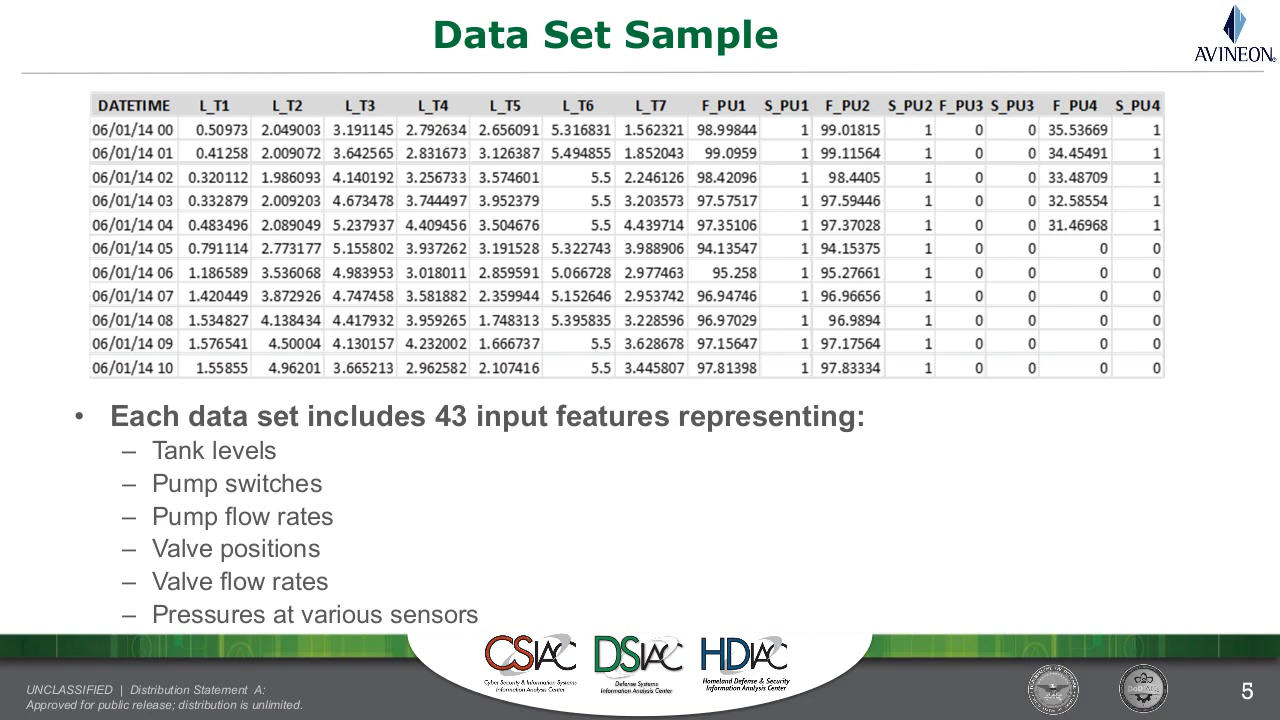 Data Set Sample
AVINEON®
DATETIME L_T1 L_T2 L_T3 L_T4 L_T5 L_T6 L_T7 F_PU1 S_PU1 F_PU2 S_PU2 F_PU3 S_PU3 F_PU4 S_PU4
06/01/14 00 0.50973 2.049003 3.191145 2.792634 2.656091 5.316831 1.562321 98.99844 1 99.01815 1 0 0 35.53669 1
06/01/14 01 0.41258 2.009072 3.642565 2.831673 3.126387 5.494855 1.852043 99.0959 1 99.11564 1 0 0 34.45491 1
06/01/14 02 0.320112 1.986093 4.140192 3.256733 3.574601 5.5 2.246126 98.42096 1 98.4405 1 0 0 33.48709 1
06/01/14 03 0.332879 2.009203 4.673478 3.744497 3.952379 5.5 3.203573 97.57517 1 97.59446 1 0 0 32.58554 1
06/01/14 04 0.483496 2.089049 5.237937 4.409456 3.504676 5.5 4.439714 97.35106 1 97.37028 1 0 0 31.46968 1
06/01/14 05 0.791114 2.773177 5.155802 3.937262 3.191528 5.322743 3.988906 94.13547 1 94.15375 1 0 0 0 0
06/01/14 06 1.186589 3.536068 4.983953 3.018011 2.859591 5.066728 2.977463 95.258 1 95.27661 1 0 0 0 0
06/01/14 07 1.420449 3.872926 4.747458 3.581882 2.359944 5.152646 2.953742 96.94746 1 96.96656 1 0 0 0 0
06/01/14 08 1.534827 4.138434 4.417932 3.959265 1.748313 5.395835 3.228596 96.97029 1 96.9894 1 0 0 0 0
06/01/14 09 1.576541 4.50004 4.130157 4.232002 1.666737 5.5 3.628678 97.15647 1 97.17564 1 0 0 0 0
06/01/14 10 1.55855 4.96201 3.665213 2.962582 2.107416 5.5 3.445807 97.81398 1 97.83334 1 0 0 0 0
• Each data set includes 43 input features representing:
– Tank levels
– Pump switches
– Pump flow rates
– Valve positions
– Valve flow rates
– Pressures at various sensors
CSIAC DSIAC HDIAC
Cyber Security & Information Systems
Information Analysis Center
Defense Systems
Information Analysis Center
Homeland Defense & Security
Information Analysis Center
UNCLASSIFIED | Distribution Statement A:
Approved for public release; distribution is unlimited.
5